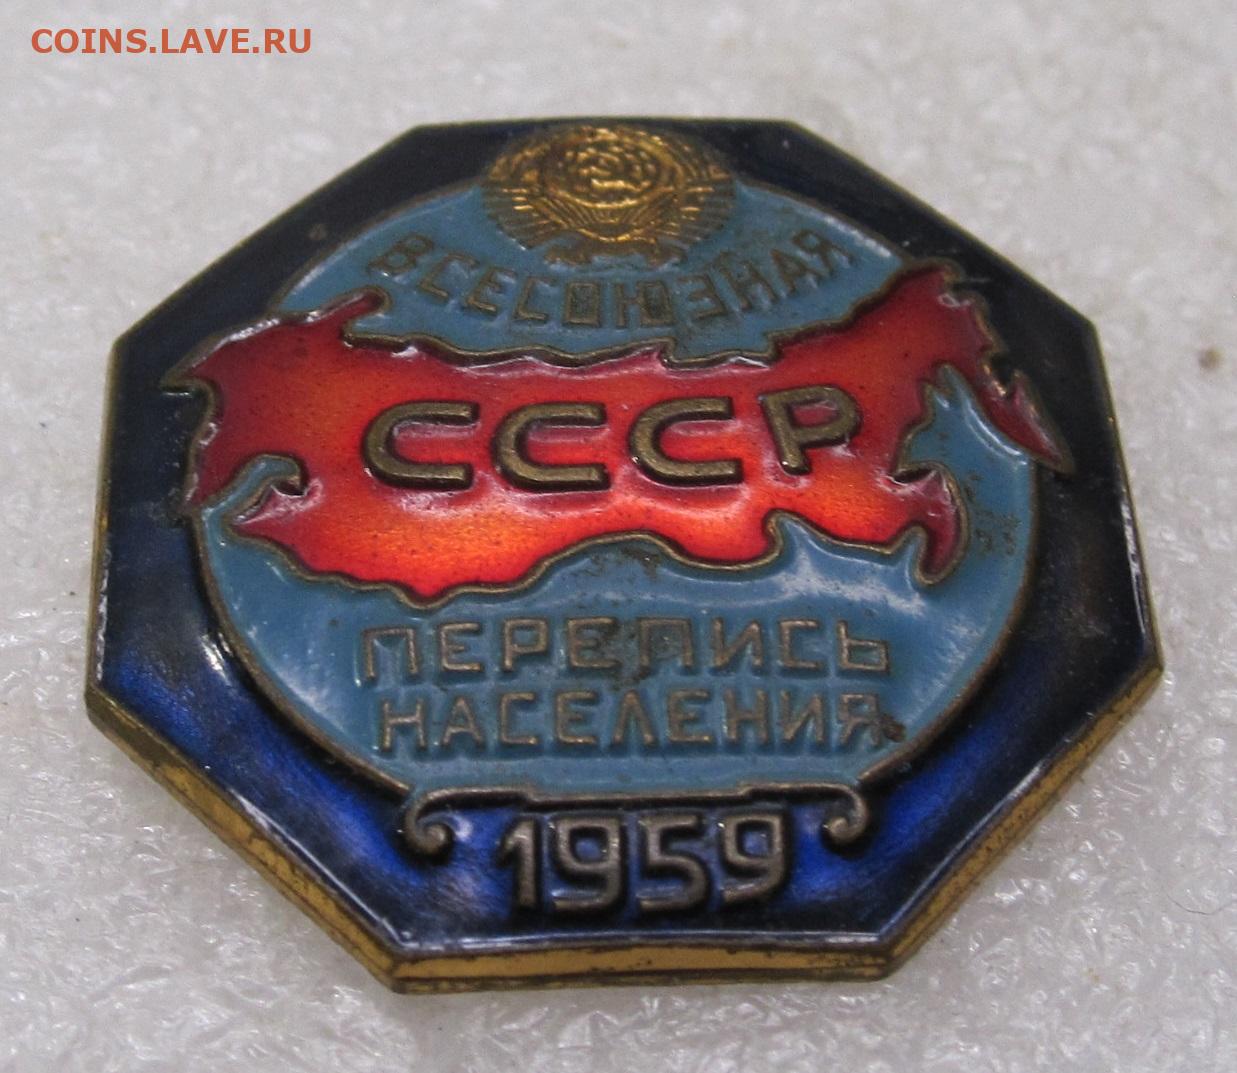 COINS.LAVE.RU
ВСЕСОЮЗНАЯ
СССР
ПЕРЕПИСЬ
НАСЕЛЕНИЯ
1959